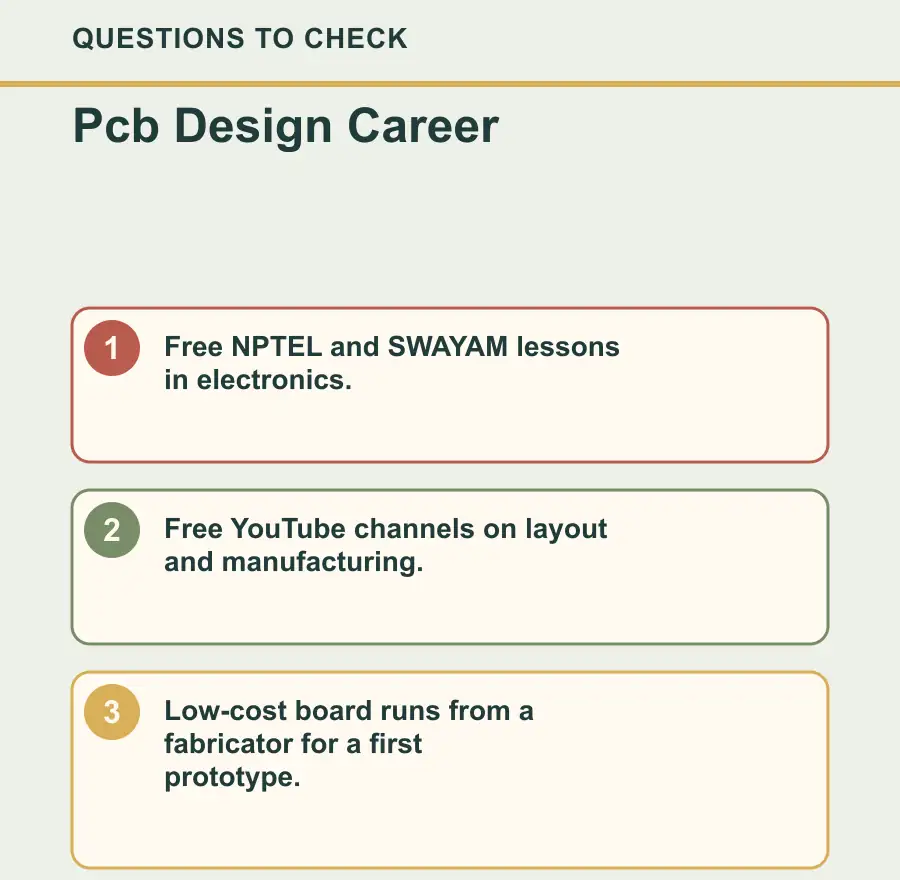 QUESTIONS TO CHECK
Pcb Design Career
1
Free NPTEL and SWAYAM lessons
in electronics.
2
Free YouTube channels on layout
and manufacturing.
3
Low-cost board runs from a
fabricator for a first
prototype.